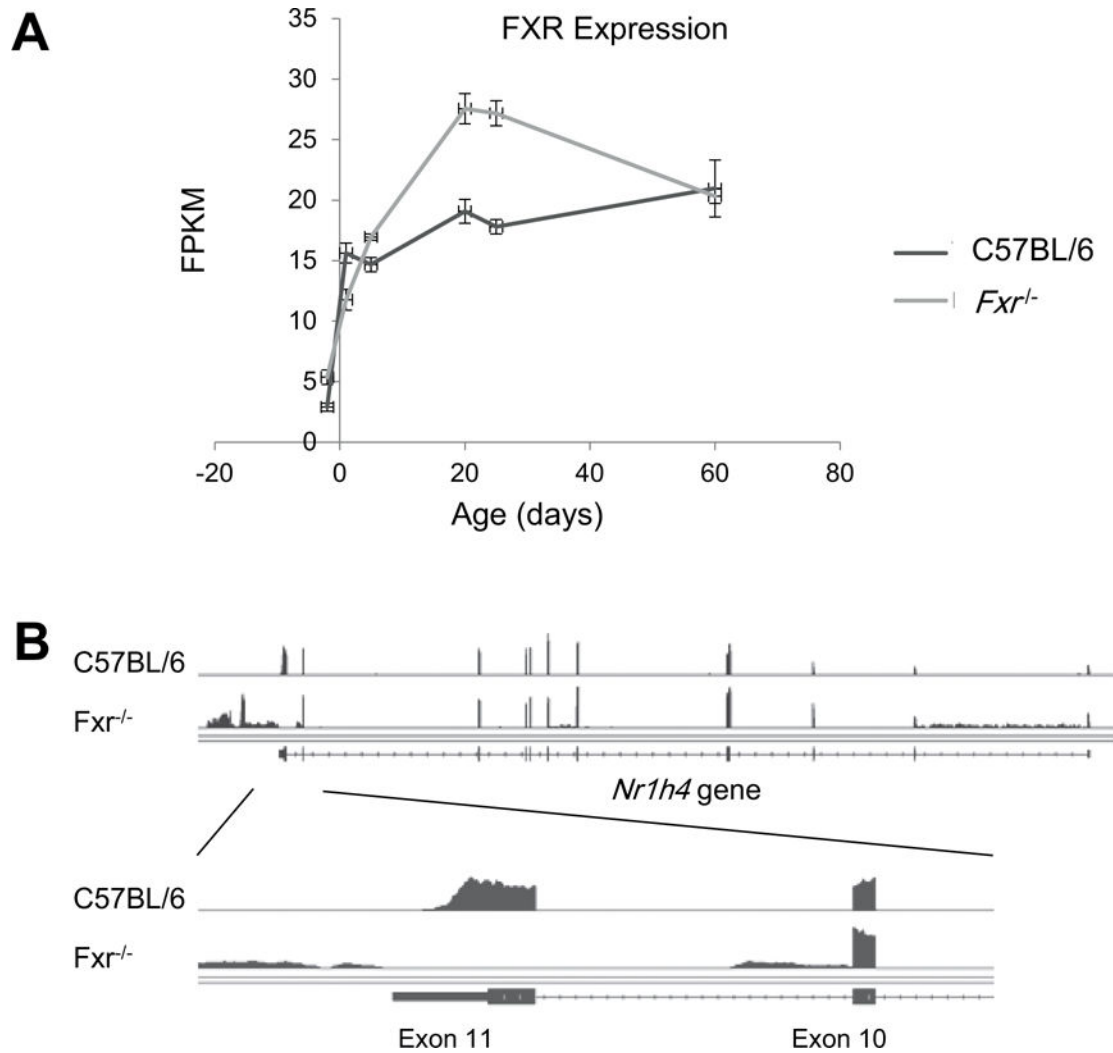 A
FXR Expression
35
30
25
20
15
10
5
0
FPKM
-20 0 20 40 60 80
Age (days)
C57BL/6
Fxr-/-
B
C57BL/6
Fxr-/-
Nr1h4 gene
C57BL/6
Fxr-/-
Exon 11 Exon 10